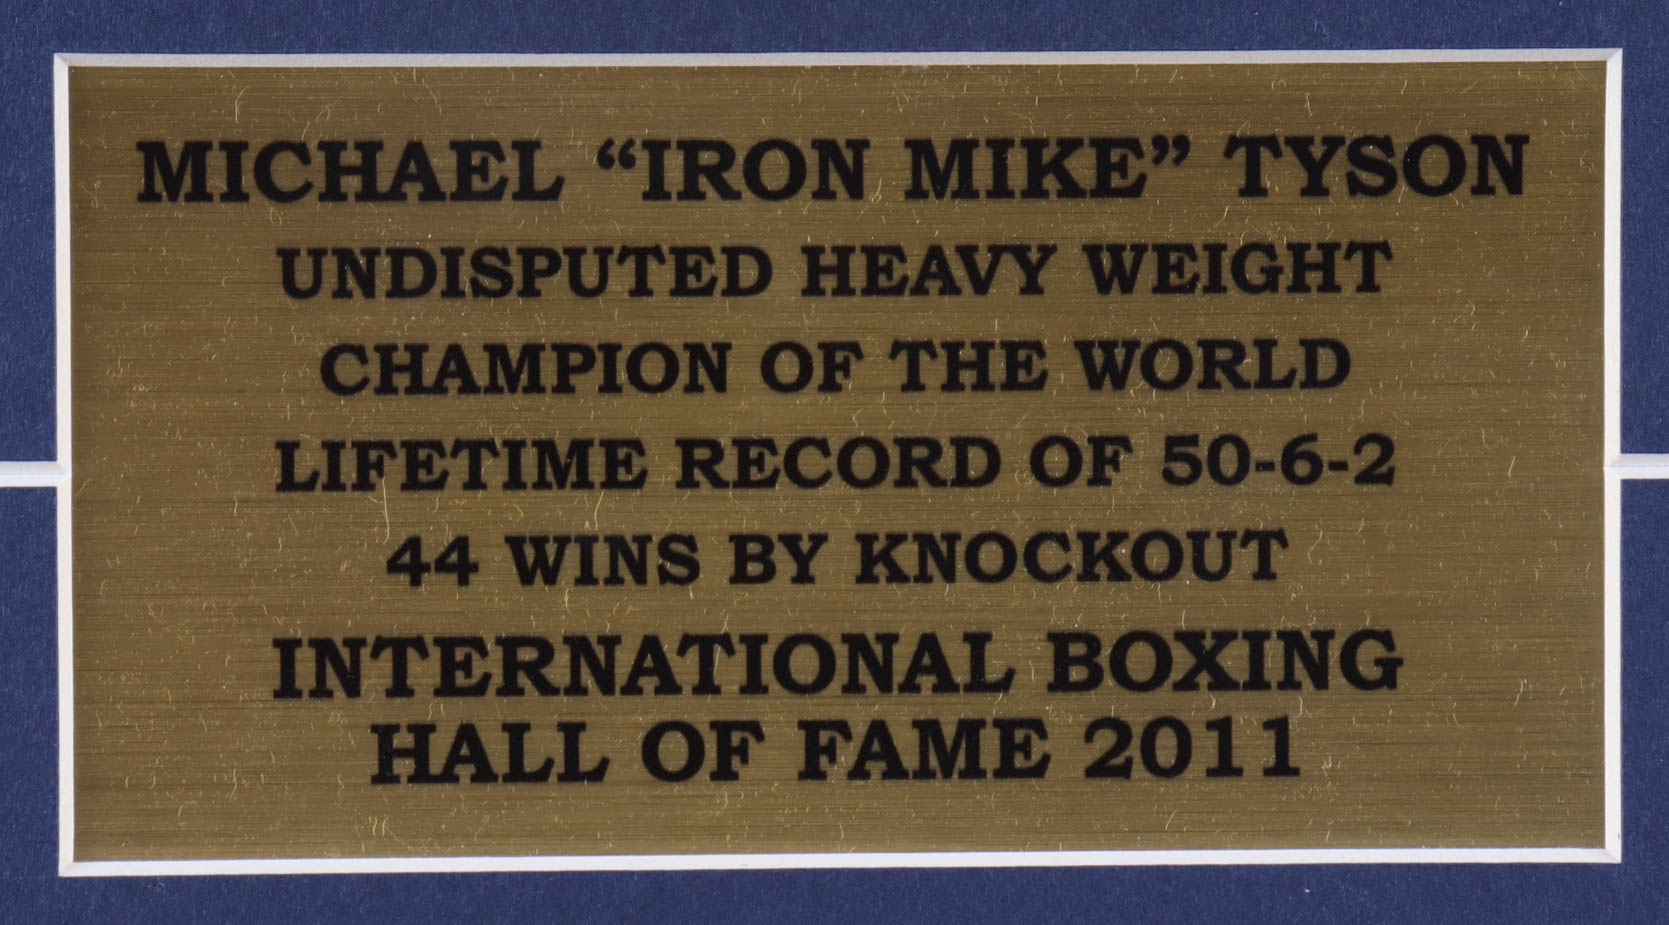 MICHAEL “IRON MIKE” TYSON
UNDISPUTED HEAVY WEIGHT
CHAMPION OF THE WORLD
LIFETIME RECORD OF 50-6-2
44 WINS BY KNOCKOUT
INTERNATIONAL BOXING
HALL OF FAME 2011